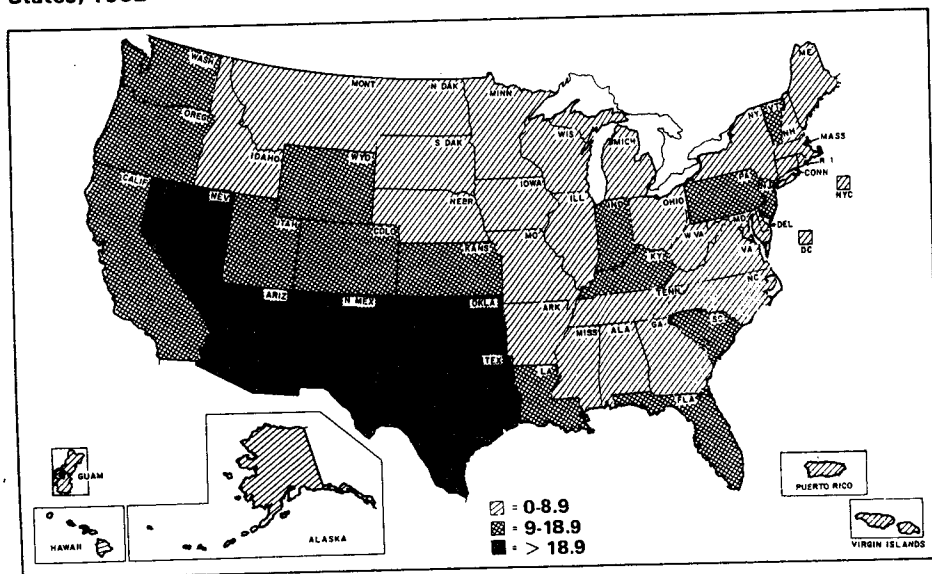 WASH
MONT
N DAK
MINN
ME
OREG
IDAHO
WYO
S DAK
WIS
MICH
NY
VT
NH
MASS
R I
CONN
NYC
CALIF
NEV
UTAH
COLO
NEBR
KANS
IOWA
MO
ILL
IND
OHIO
KY
W VA
PA
NJ
MD
DEL
DC
VA
NC
ARIZ
N MEX
OKLA
TEX
ARK
LA
TENN
MISS
ALA
GA
SC
FLA
GUAM
HAWAII
ALASKA
PUERTO RICO
VIRGIN ISLANDS
= 0-8.9
= 9-18.9
= > 18.9